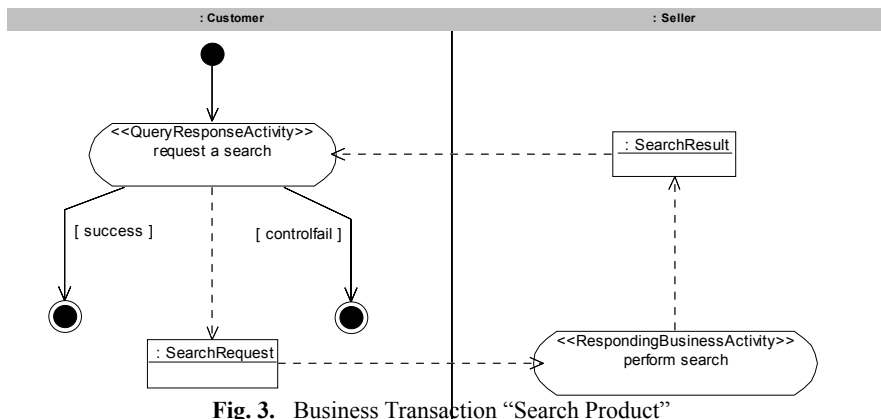 : Customer
: Seller
<<QueryResponseActivity>>
request a search
: SearchResult
[ success ]
[ controlfail ]
: SearchRequest
<<RespondingBusinessActivity>>
perform search
Fig. 3. Business Transaction “Search Product”